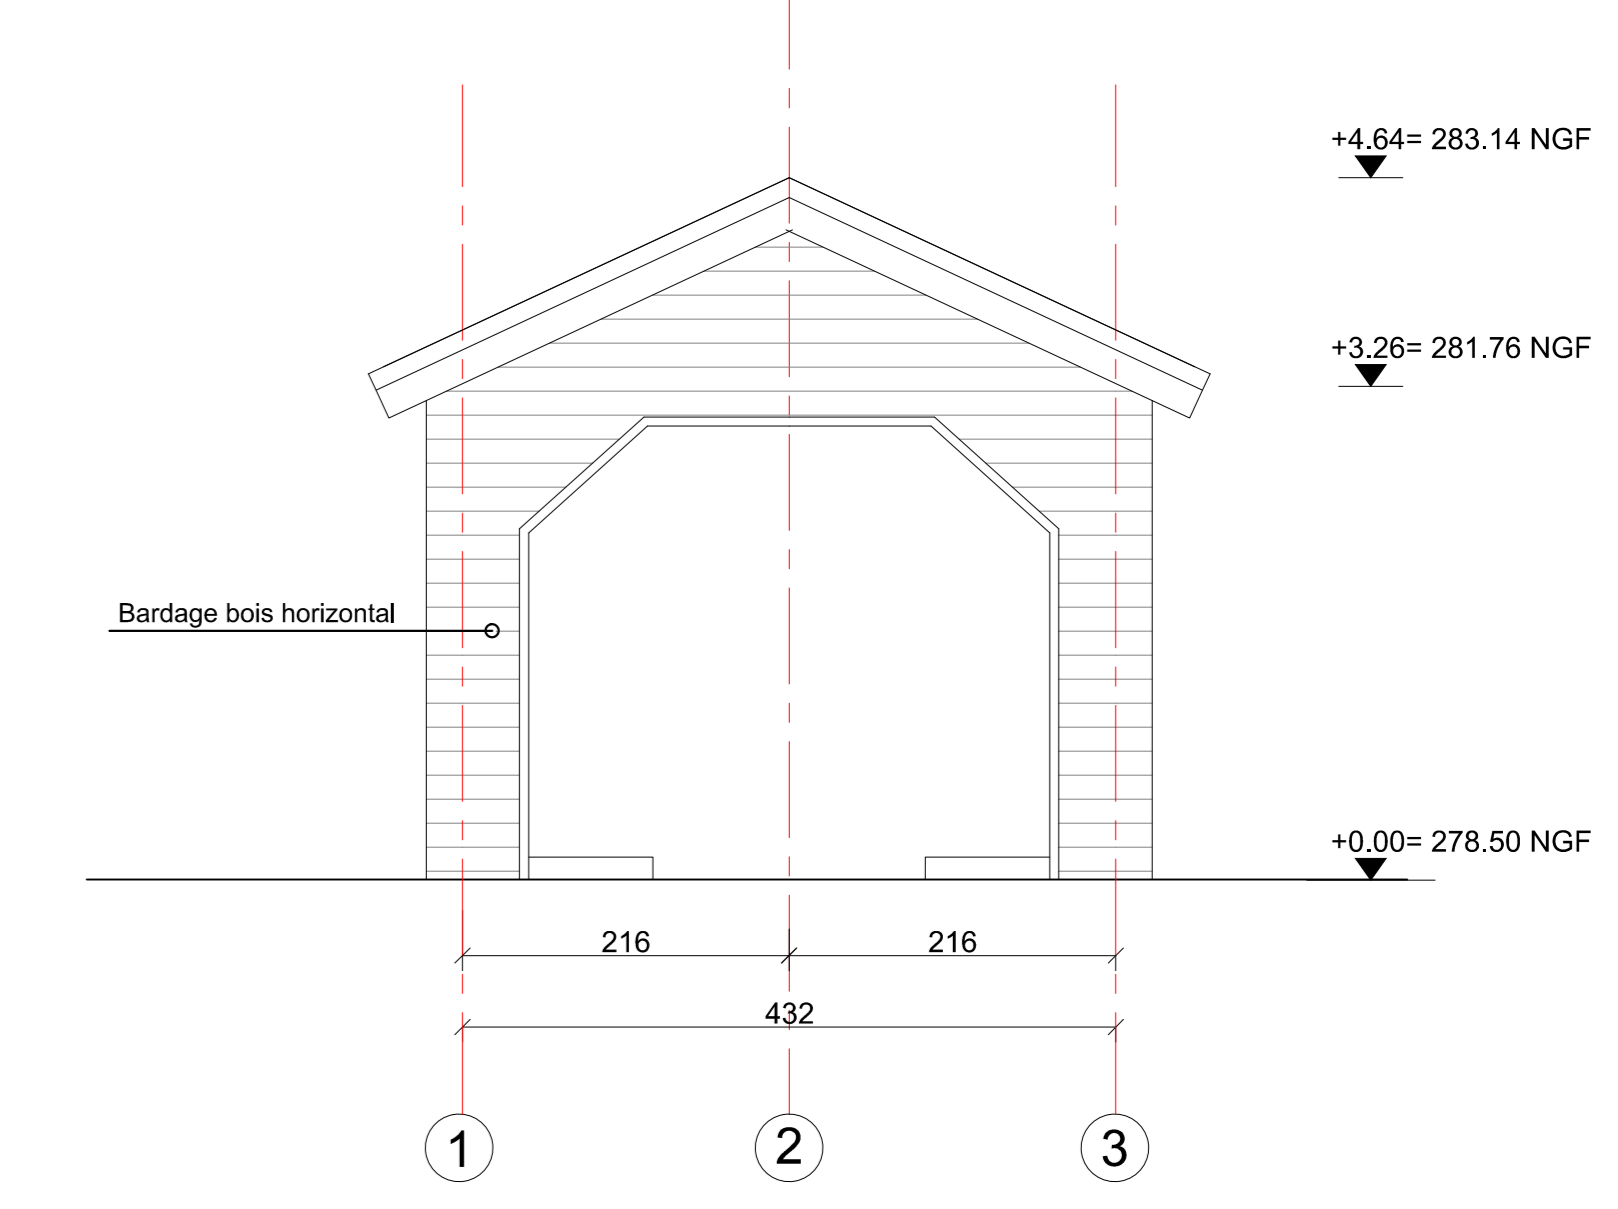 +4.64= 283.14 NGF
+3.26= 281.76 NGF
Bardage bois horizontal
+0.00= 278.50 NGF
216 216
432
1 2 3